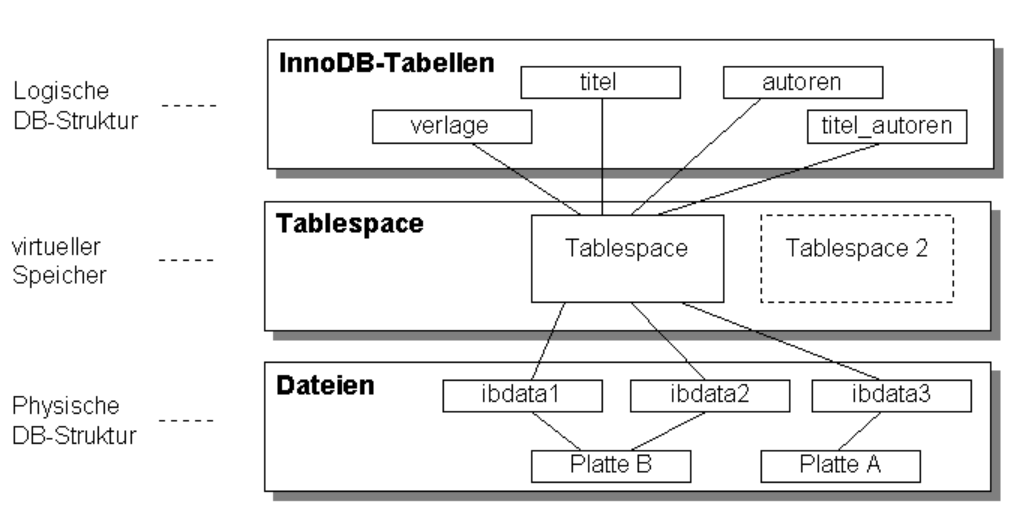 InnoDB-Tabellen
titel
autoren
Logische
DB-Struktur
verlage
titel_autoren
Tablespace
virtueller
Speicher
Tablespace
Tablespace 2
Dateien
ibdata1
ibdata2
ibdata3
Physische
DB-Struktur
Platte B
Platte A